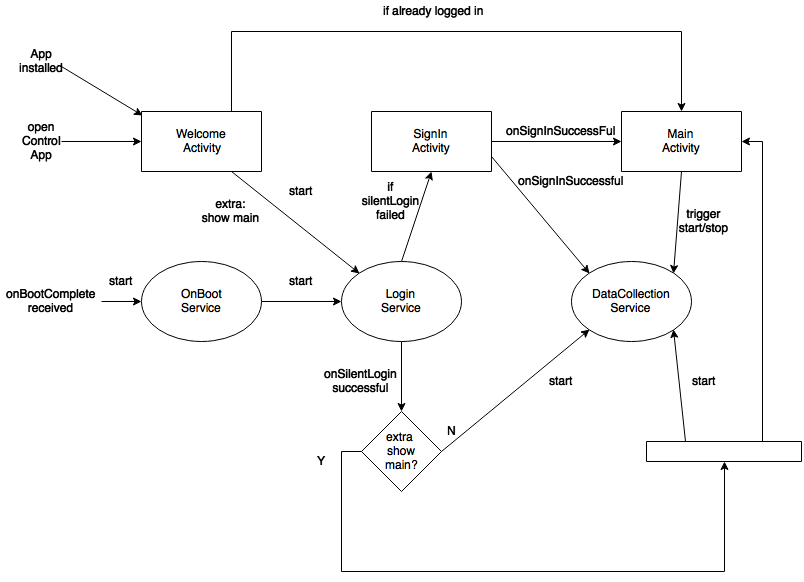 if already logged in
App
installed
open
Control
App
Welcome
Activity
SignIn
Activity
onSignInSuccessFul
Main
Activity
onSignInSuccessful
start
extra:
show main
if
silentLogin
failed
trigger
start/stop
onBootComplete
received
start
OnBoot
Service
start
Login
Service
DataCollection
Service
onSilentLogin
successful
start
start
extra
show
main?
N
Y